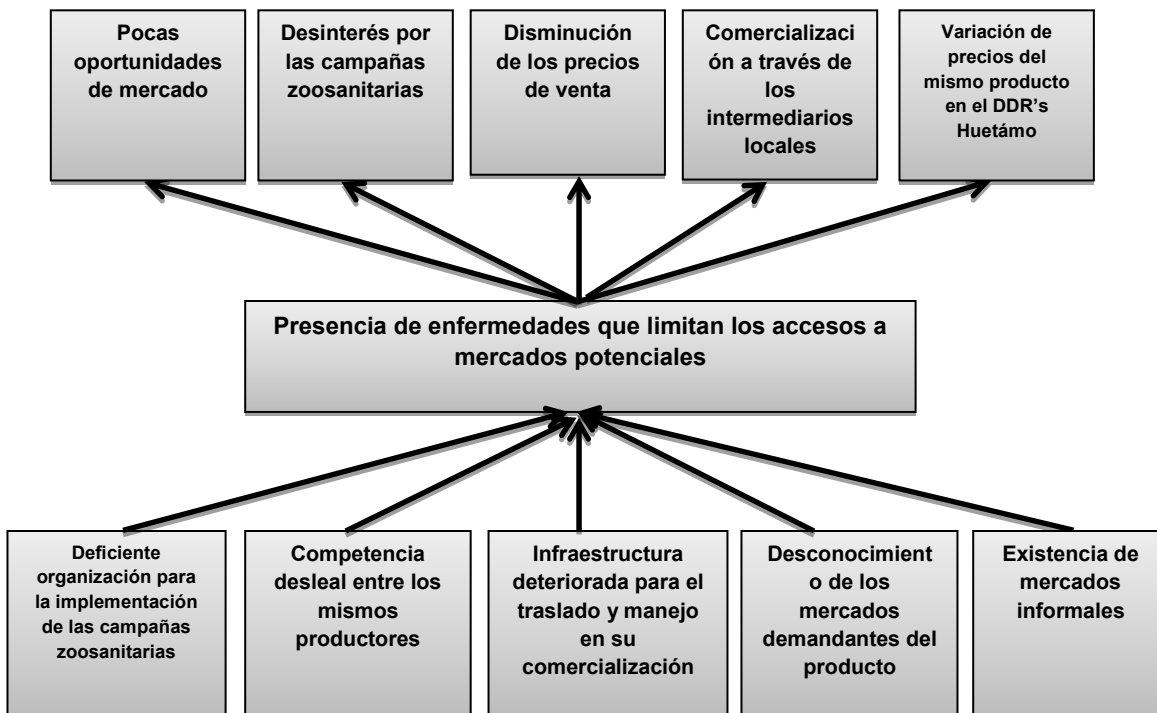 Pocas
oportunidades
de mercado
Desinterés por
las campañas
zoosanitarias
Disminución
de los precios
de venta
Comercializaci
ón a través de
los
intermediarios
locales
Variación de
precios del
mismo producto
en el DDR's
Huetámo
Presencia de enfermedades que limitan los accesos a
mercados potenciales
Deficiente
organización para
la implementación
de las campañas
zoosanitarias
Competencia
desleal entre los
mismos
productores
Infraestructura
deteriorada para el
traslado y manejo
en su
comercialización
Desconocimient
o de los
mercados
demandantes del
producto
Existencia de
mercados
informales